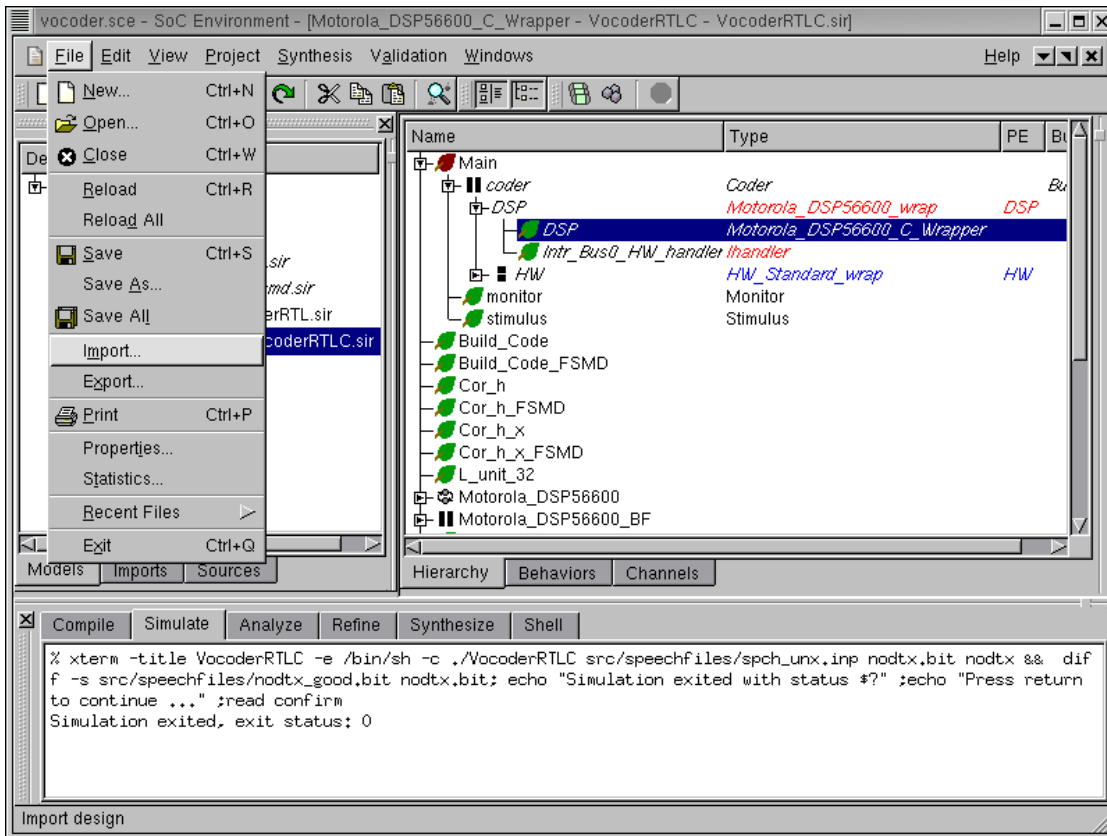 vocoder.sce - SoC Environment - [Motorola_DSP56600_C_Wrapper - VocoderRTLC - VocoderRTLC.sir]
File Edit View Project Synthesis Validation Windows Help
New... Ctrl+N
Open... Ctrl+O
Close Ctrl+W
Reload Ctrl+R
Reload All
Save Ctrl+S
Save As...
Save All
Import...
Export...
Print Ctrl+P
Properties...
Statistics...
Recent Files
Exit Ctrl+Q
De
.sir
md.sir
erRTL.sir
coderRTLC.sir
Models Imports Sources
Name Type PE Bu
Main
coder Coder Bu
DSP Motorola_DSP56600_wrap DSP
DSP Motorola_DSP56600_C_Wrapper
Intr_Bus0_HW_handler Ihandler
HW HW_Standard_wrap HW
monitor Monitor
stimulus Stimulus
Build_Code
Build_Code_FSMD
Cor_h
Cor_h_FSMD
Cor_h_x
Cor_h_x_FSMD
L_unit_32
Motorola_DSP56600
Motorola_DSP56600_BF
Hierarchy Behaviors Channels
Compile Simulate Analyze Refine Synthesize Shell
% xterm -title VocoderRTLC -e /bin/sh -c ./VocoderRTLC src/speechfiles/spch_unx.inp nodtx.bit nodtx && dif
f -s src/speechfiles/nodtx_good.bit nodtx.bit; echo "Simulation exited with status $?" ;echo "Press return
to continue ..." ;read confirm
Simulation exited, exit status: 0
Import design